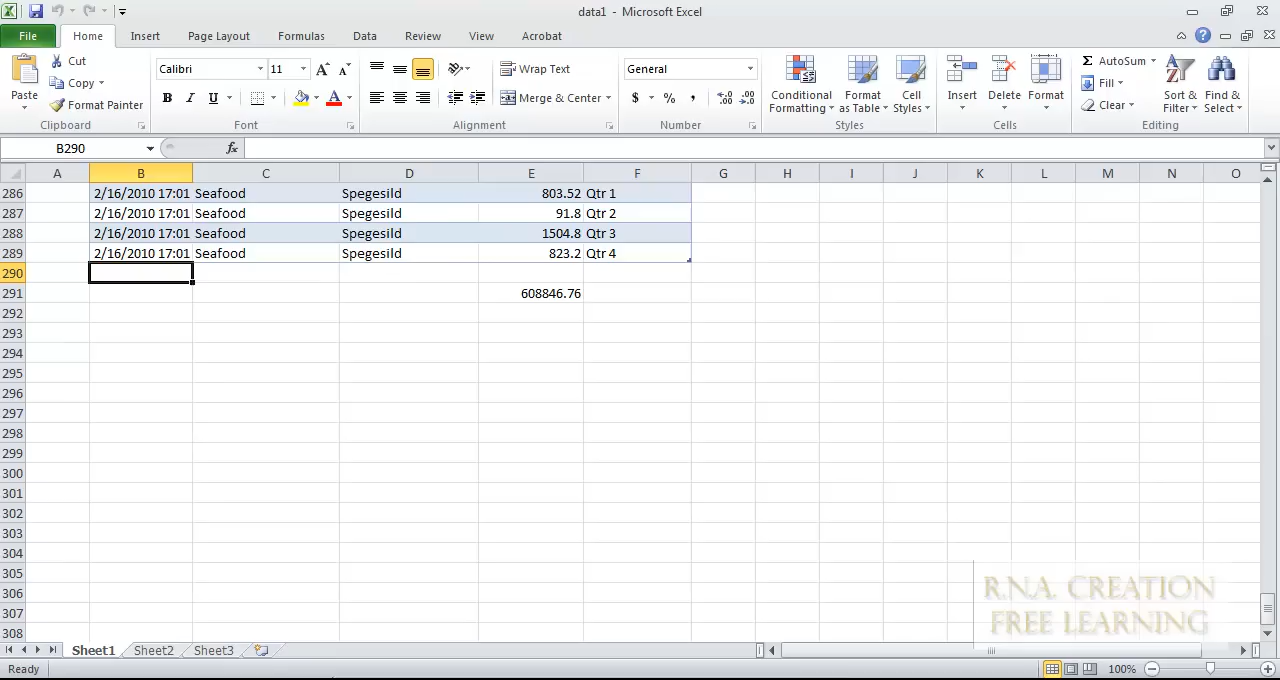 data1 - Microsoft Excel
File Home Insert Page Layout Formulas Data Review View Acrobat
Paste
Cut
Copy
Format Painter
Clipboard
Calibri 11
B I U A
Font
Wrap Text
Merge & Center
Alignment
General
$ % ,
Number
Conditional Formatting
Format as Table
Cell Styles
Styles
Insert Delete Format
Cells
Σ AutoSum
Fill
Clear
Sort & Filter
Find & Select
Editing
B290 fx
A B C D E F G H I J K L M N O
286 2/16/2010 17:01 Seafood Spegesild 803.52 Qtr 1
287 2/16/2010 17:01 Seafood Spegesild 91.8 Qtr 2
288 2/16/2010 17:01 Seafood Spegesild 1504.8 Qtr 3
289 2/16/2010 17:01 Seafood Spegesild 823.2 Qtr 4
290
291 608846.76
292
293
294
295
296
297
298
299
300
301
302
303
304
305
306
307
308
R.N.A. CREATION
FREE LEARNING
Sheet1 Sheet2 Sheet3
Ready 100%